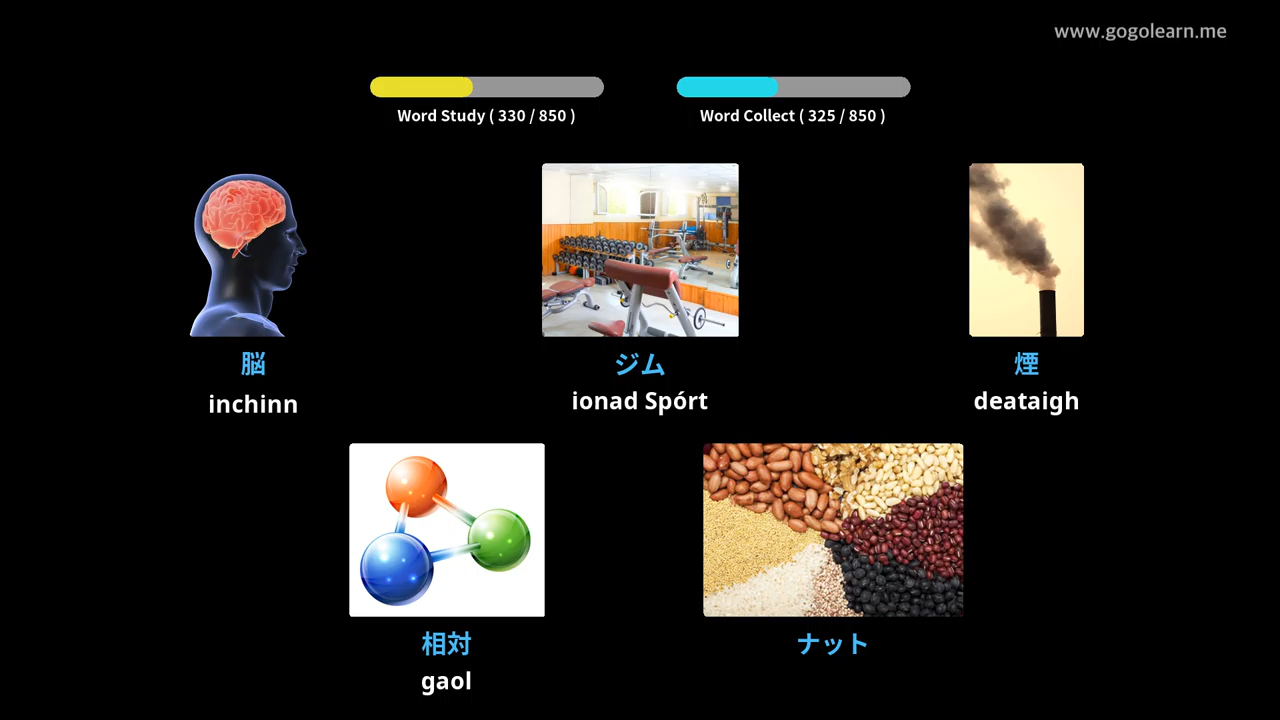 www.gogolearn.me
Word Study ( 330 / 850 )
Word Collect ( 325 / 850 )
脳
inchinn
ジム
ionad Spórt
煙
deataigh
相対
gaol
ナット